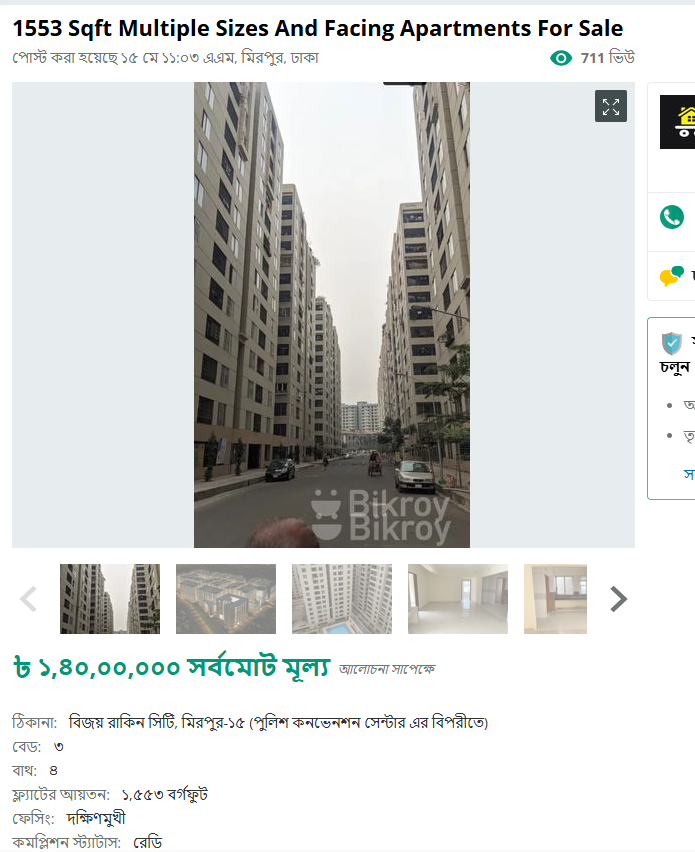 1553 Sqft Multiple Sizes And Facing Apartments For Sale
পোস্ট করা হয়েছে ১৫ মে ১১:০৩ এএম, মিরপুর, ঢাকা
711 ভিউ
Bikroy
Bikroy
চলুন
৳ ১,৪০,০০,০০০ সর্বমোট মূল্য আলোচনা সাপেক্ষে
ঠিকানা: বিজয় রাকিন সিটি, মিরপুর-১৫ (পুলিশ কনভেনশন সেন্টার এর বিপরীতে)
বেড: ৩
বাথ: ৪
ফ্ল্যাটের আয়তন: ১,৫৫৩ বর্গফুট
ফেসিং: দক্ষিণমুখী
কমপ্লিশন স্ট্যাটাস: রেডি